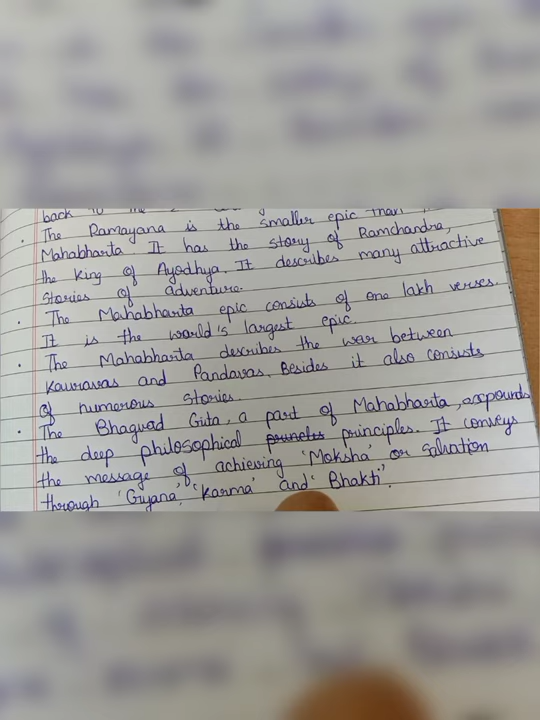 back to the
• The Ramayana is the smaller epic than
Mahabharta. It has the story of Ramchandra,
the King of Ayodhya. It describes many attractive
stories of adventure.
• The Mahabharta epic consists of one lakh verses.
It is the world's largest epic.
• The Mahabharta describes the war between
Kauravas and Pandavas. Besides it also consists
of numerous stories.
• The Bhagvad Gita, a part of Mahabharta, expounds
the deep philosophical principles. It conveys
the message of achieving 'Moksha' or Salvation
through 'Gyana', 'Karma' and 'Bhakti'.